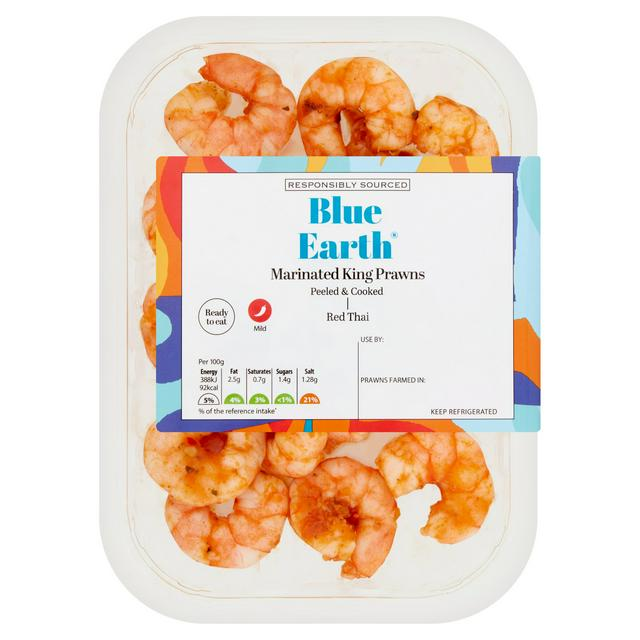 RESPONSIBLY SOURCED
Blue
Earth®
Marinated King Prawns
Peeled & Cooked
Red Thai
Ready
to eat
Mild
USE BY:
PRAWNS FARMED IN:
KEEP REFRIGERATED
Per 100g
Energy Fat Saturates Sugars Salt
388kJ 2.5g 0.7g 1.4g 1.28g
92kcal
5% 4% 3% <1% 21%
% of the reference intake*